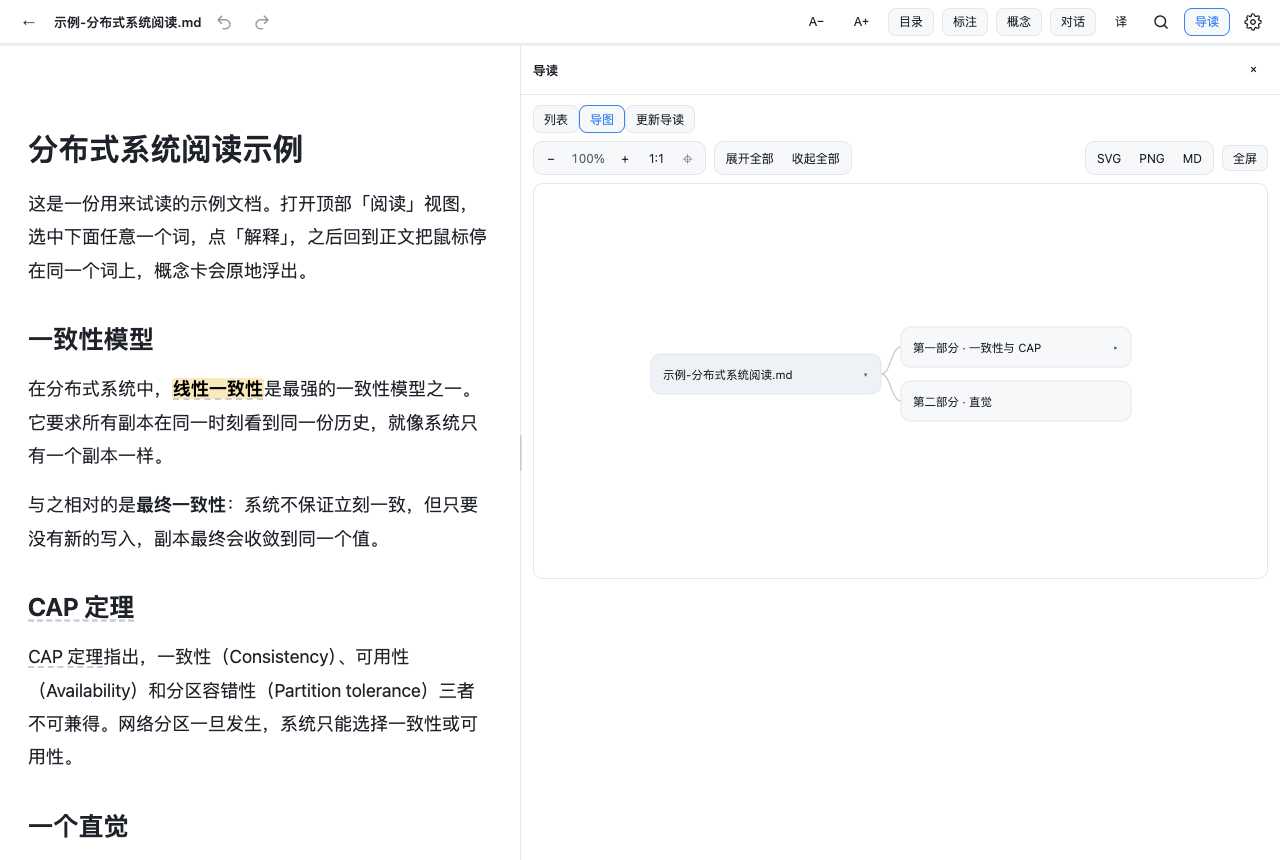 ← 示例-分布式系统阅读.md
A− A+ 目录 标注 概念 对话 译 导读
分布式系统阅读示例
这是一份用来试读的示例文档。打开顶部「阅读」视图，
选中下面任意一个词，点「解释」，之后回到正文把鼠标停
在同一个词上，概念卡会原地浮出。
一致性模型
在分布式系统中，线性一致性是最强的一致性模型之一。
它要求所有副本在同一时刻看到同一份历史，就像系统只
有一个副本一样。
与之相对的是最终一致性：系统不保证立刻一致，但只要
没有新的写入，副本最终会收敛到同一个值。
CAP 定理
CAP 定理指出，一致性（Consistency）、可用性
（Availability）和分区容错性（Partition tolerance）三者
不可兼得。网络分区一旦发生，系统只能选择一致性或可
用性。
一个直觉
导读 ×
列表 导图 更新导读
− 100% + 1:1 展开全部 收起全部 SVG PNG MD 全屏
示例-分布式系统阅读.md
第一部分 · 一致性与 CAP
第二部分 · 直觉